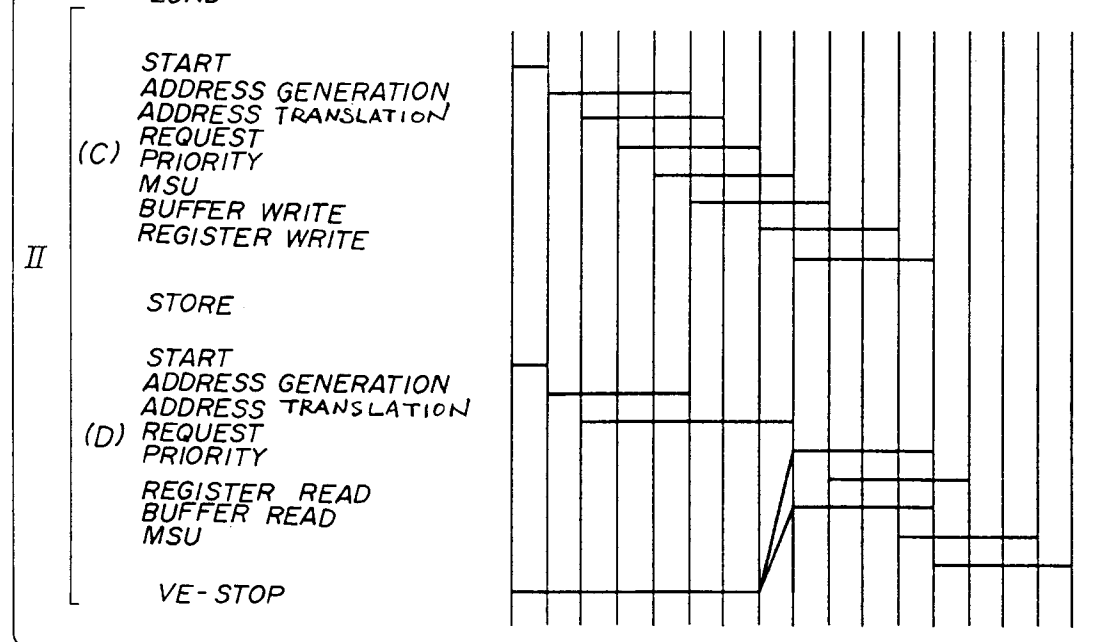 LOAD
START
ADDRESS GENERATION
ADDRESS TRANSLATION
REQUEST
(C) PRIORITY
MSU
BUFFER WRITE
REGISTER WRITE
II
STORE
START
ADDRESS GENERATION
ADDRESS TRANSLATION
(D) REQUEST
PRIORITY
REGISTER READ
BUFFER READ
MSU
VE-STOP